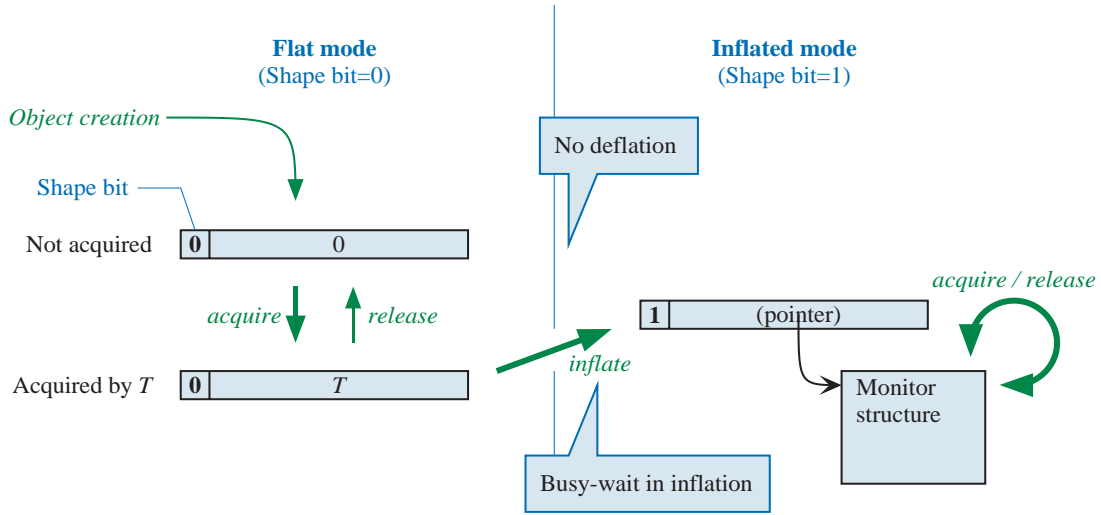 Flat mode
(Shape bit=0)
Inflated mode
(Shape bit=1)
Object creation
No deflation
Shape bit
Not acquired
0
0
acquire
release
acquire / release
1
(pointer)
inflate
Acquired by T
0
T
Monitor
structure
Busy-wait in inflation